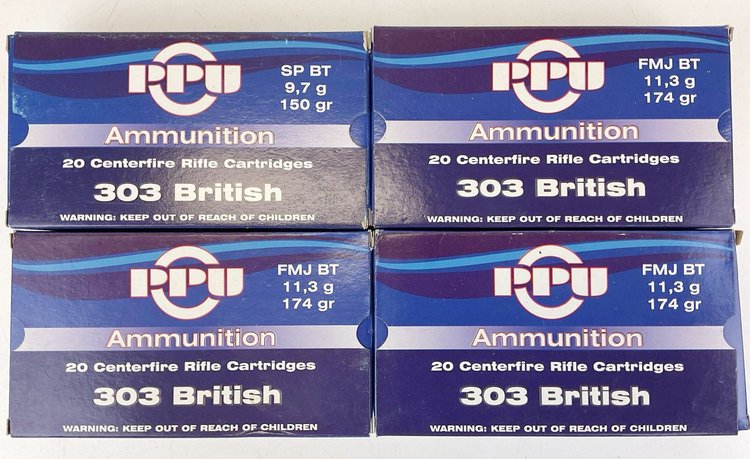 PPU
SP BT
9,7 g
150 gr
Ammunition
20 Centerfire Rifle Cartridges
303 British
WARNING: KEEP OUT OF REACH OF CHILDREN
PPU
FMJ BT
11,3 g
174 gr
Ammunition
20 Centerfire Rifle Cartridges
303 British
WARNING: KEEP OUT OF REACH OF CHILDREN
PPU
FMJ BT
11,3 g
174 gr
Ammunition
20 Centerfire Rifle Cartridges
303 British
WARNING: KEEP OUT OF REACH OF CHILDREN
PPU
FMJ BT
11,3 g
174 gr
Ammunition
20 Centerfire Rifle Cartridges
303 British
WARNING: KEEP OUT OF REACH OF CHILDREN